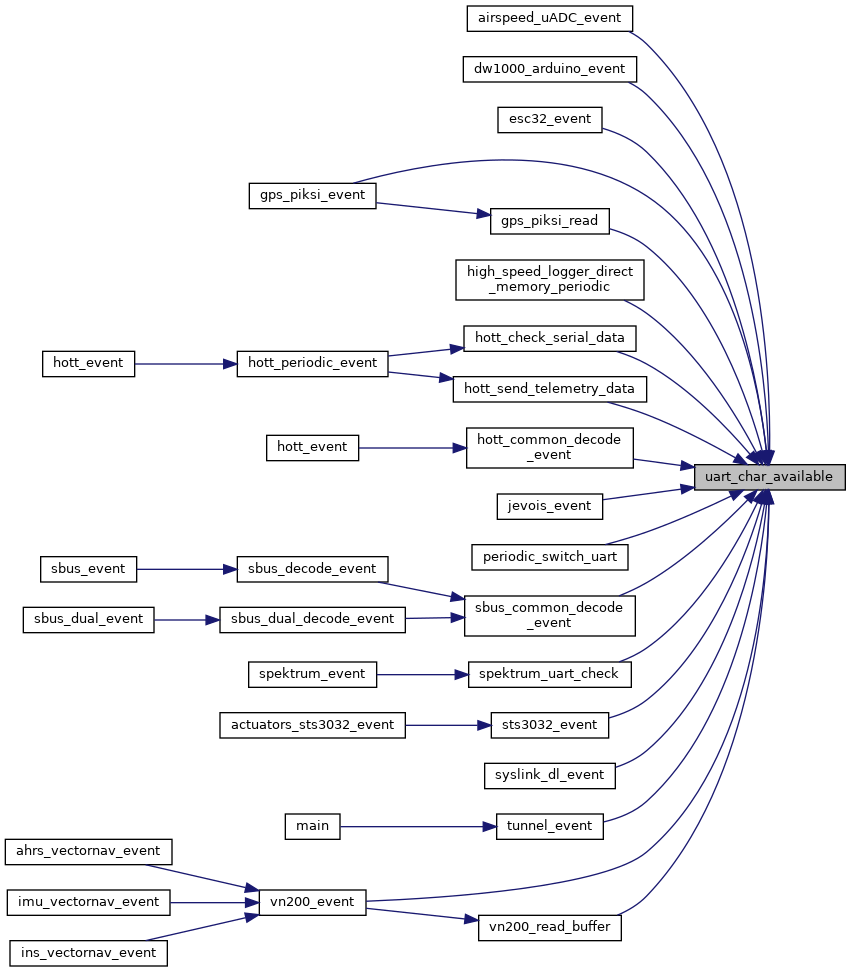 airspeed_uADC_event
dw1000_arduino_event
esc32_event
gps_piksi_event
gps_piksi_read
high_speed_logger_direct
_memory_periodic
hott_check_serial_data
hott_event
hott_periodic_event
hott_send_telemetry_data
hott_event
hott_common_decode
_event
uart_char_available
jevois_event
periodic_switch_uart
sbus_event
sbus_decode_event
sbus_common_decode
_event
sbus_dual_event
sbus_dual_decode_event
spektrum_event
spektrum_uart_check
actuators_sts3032_event
sts3032_event
syslink_dl_event
main
tunnel_event
ahrs_vectornav_event
imu_vectornav_event
vn200_event
vn200_read_buffer
ins_vectornav_event